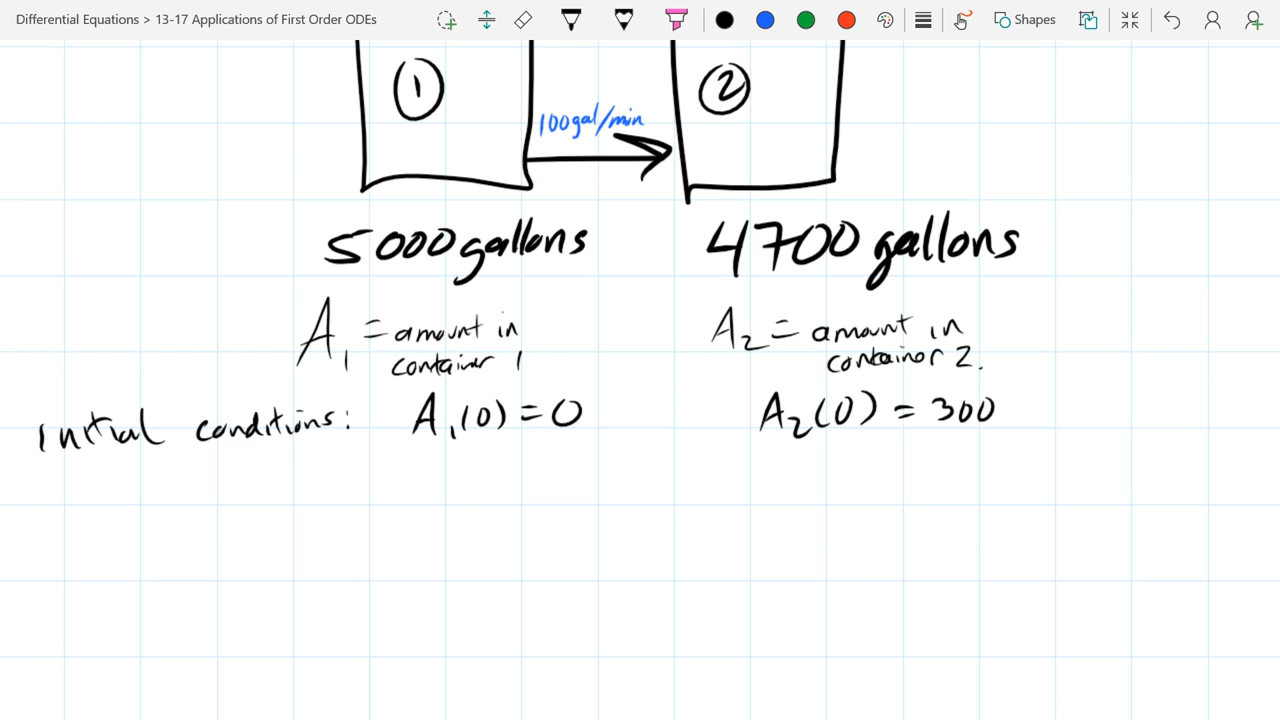 Differential Equations > 13-17 Applications of First Order ODEs
Shapes
1
2
100gal/min
5000 gallons
4700 gallons
A₁ = amount in
container 1
A₂ = amount in
container 2.
Initial conditions: A₁(0) = 0
A₂(0) = 300